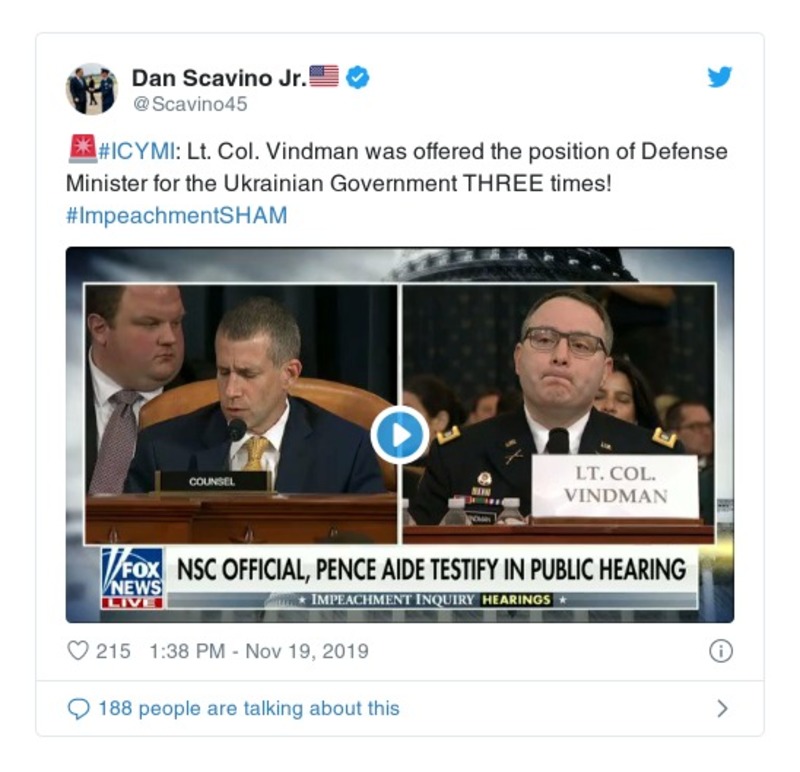 Dan Scavino Jr.
@Scavino45
#ICYMI: Lt. Col. Vindman was offered the position of Defense
Minister for the Ukrainian Government THREE times!
#ImpeachmentSHAM
COUNSEL
LT. COL.
VINDMAN
FOX
NEWS
LIVE
NSC OFFICIAL, PENCE AIDE TESTIFY IN PUBLIC HEARING
★ IMPEACHMENT INQUIRY HEARINGS ★
215 1:38 PM - Nov 19, 2019
188 people are talking about this